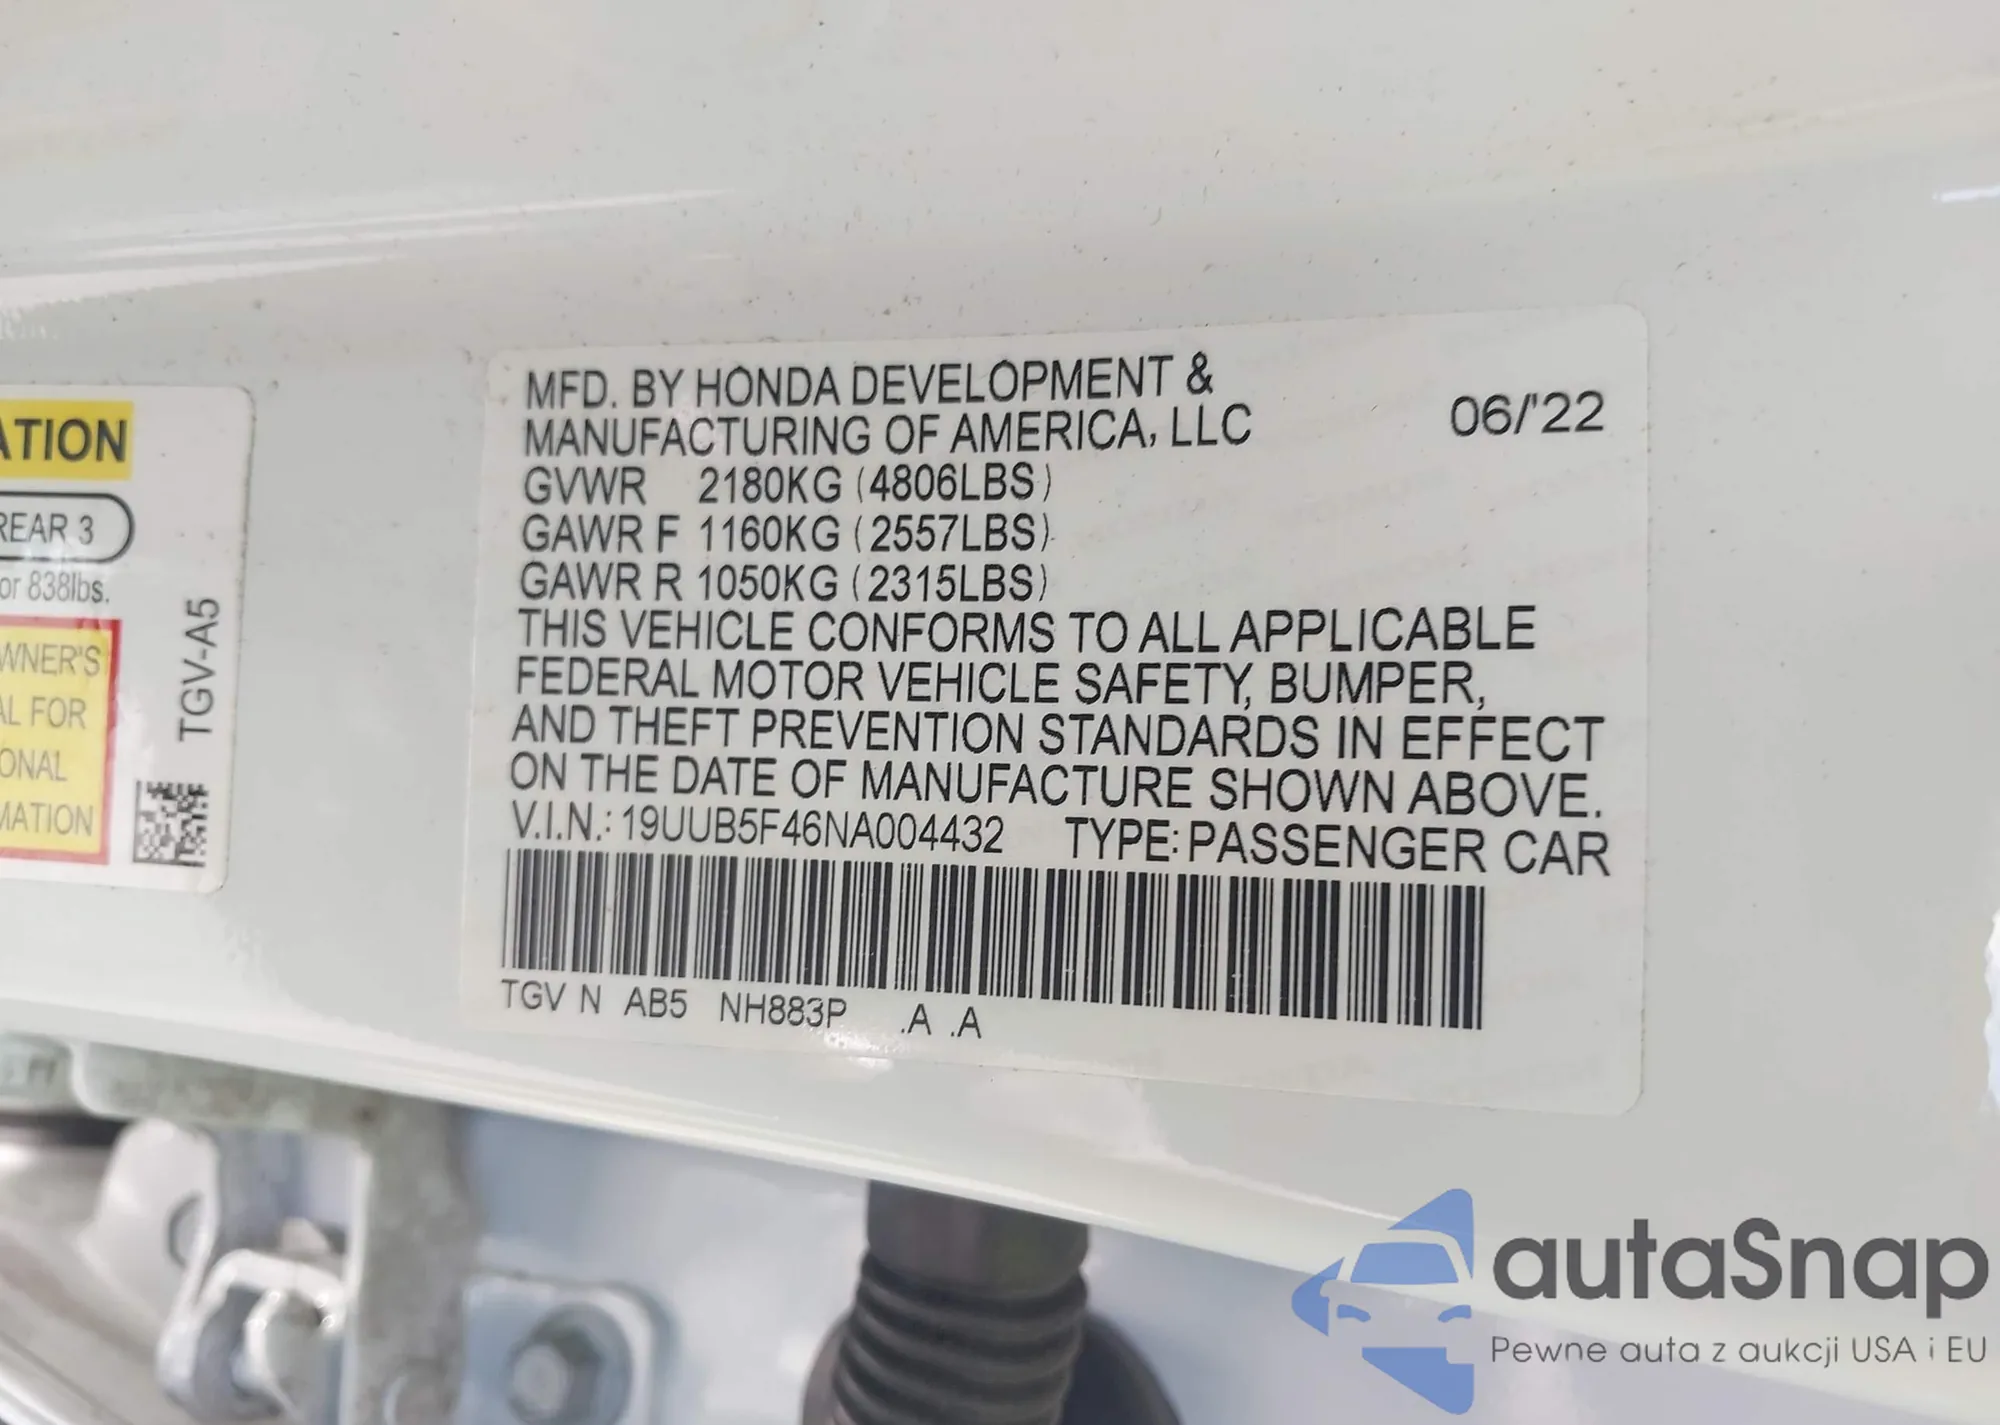 ATION
REAR 3
or 838lbs.
WNER'S
AL FOR
ONAL
MATION
TGV-A5
MFD. BY HONDA DEVELOPMENT &
MANUFACTURING OF AMERICA, LLC 06/'22
GVWR 2180KG (4806LBS)
GAWR F 1160KG (2557LBS)
GAWR R 1050KG (2315LBS)
THIS VEHICLE CONFORMS TO ALL APPLICABLE
FEDERAL MOTOR VEHICLE SAFETY, BUMPER,
AND THEFT PREVENTION STANDARDS IN EFFECT
ON THE DATE OF MANUFACTURE SHOWN ABOVE.
V.I.N.: 19UUB5F46NA004432 TYPE: PASSENGER CAR
TGV N AB5 NH883P .A .A
autaSnap
Pewne auta z aukcji USA i EU